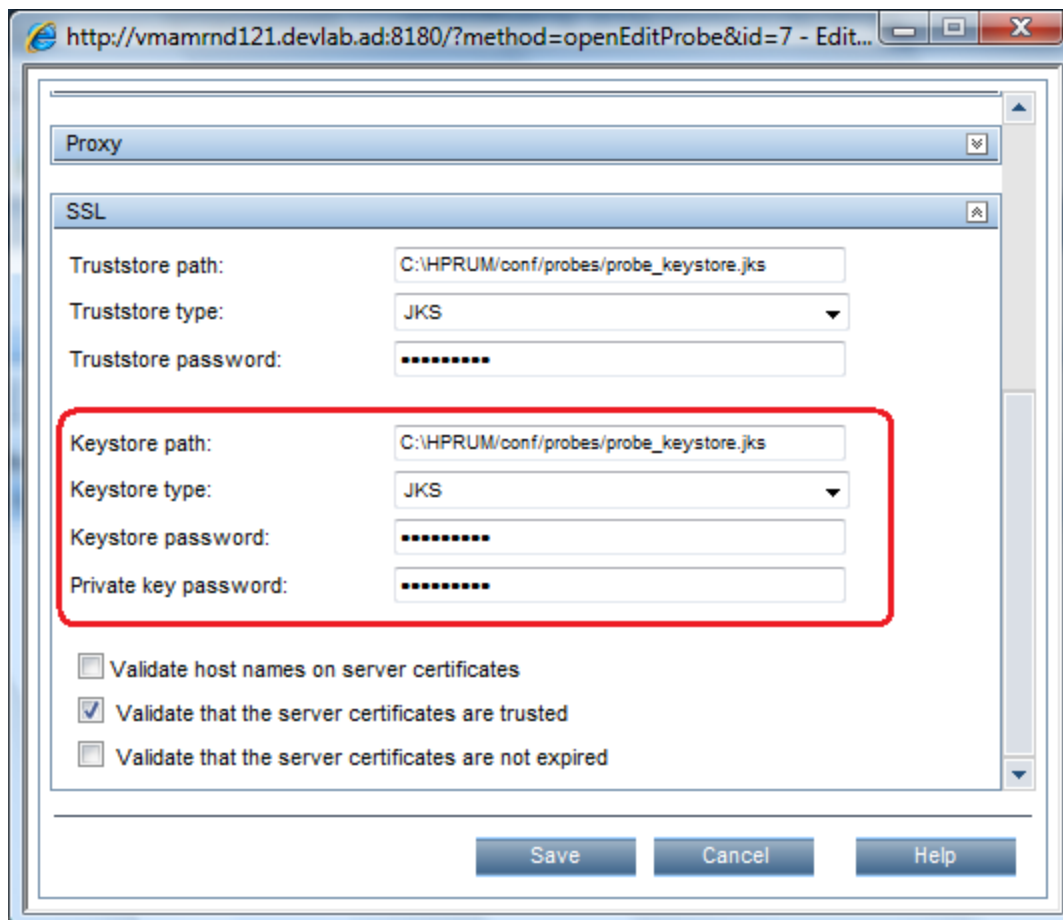 http://vmamrnd121.devlab.ad:8180/?method=openEditProbe&id=7 - Edit...
Proxy
SSL
Truststore path: C:\HPRUM/conf/probes/probe_keystore.jks
Truststore type: JKS
Truststore password: •••••••••
Keystore path: C:\HPRUM/conf/probes/probe_keystore.jks
Keystore type: JKS
Keystore password: •••••••••
Private key password: •••••••••
Validate host names on server certificates
Validate that the server certificates are trusted
Validate that the server certificates are not expired
Save Cancel Help